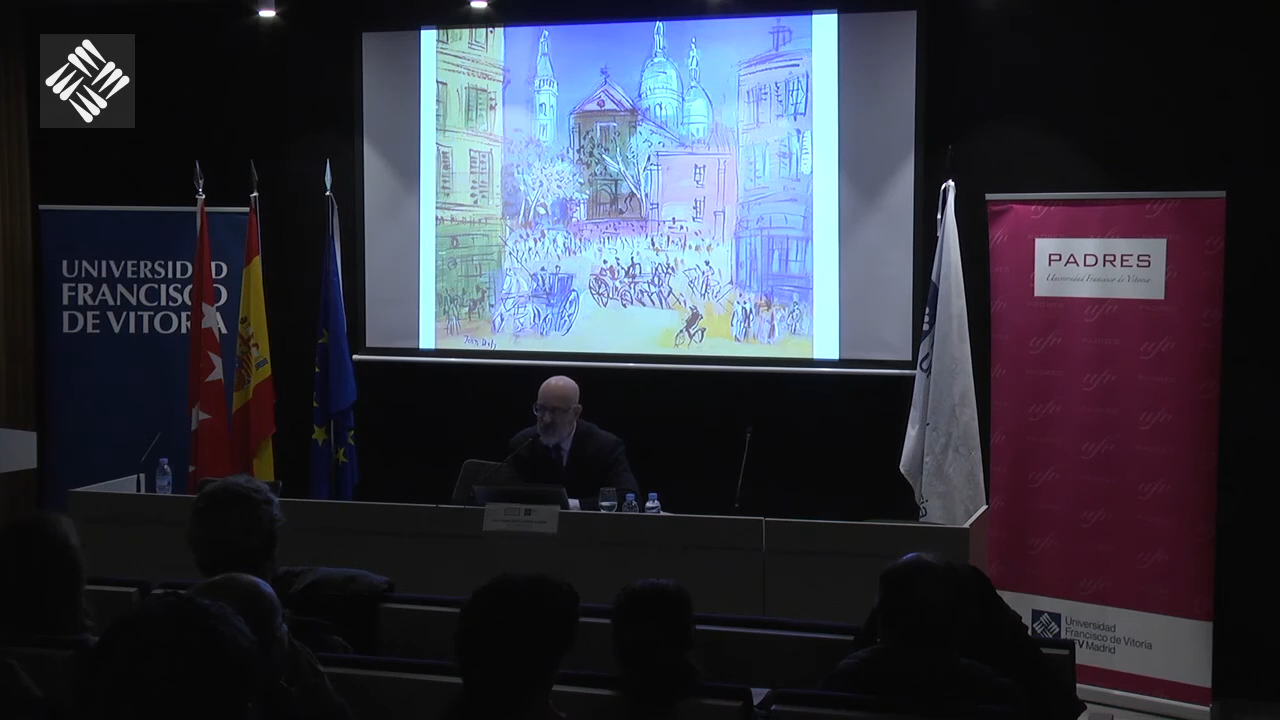 UNIVERSIDAD
FRANCISCO
DE VITORIA
PADRES
Universidad Francisco de Vitoria
Universidad
Francisco de Vitoria
UFV Madrid